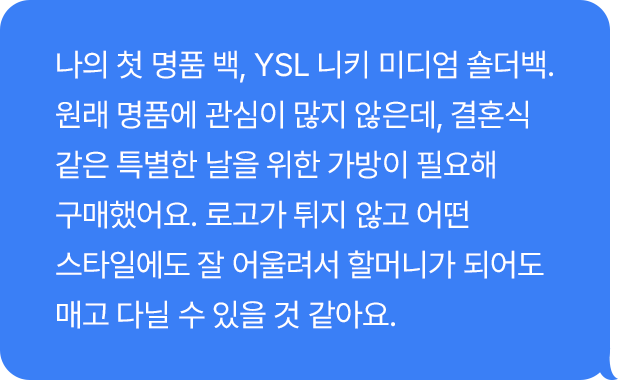 나의 첫 명품 백, YSL 니키 미디엄 숄더백.
원래 명품에 관심이 많지 않은데, 결혼식
같은 특별한 날을 위한 가방이 필요해
구매했어요. 로고가 튀지 않고 어떤
스타일에도 잘 어울려서 할머니가 되어도
매고 다닐 수 있을 것 같아요.